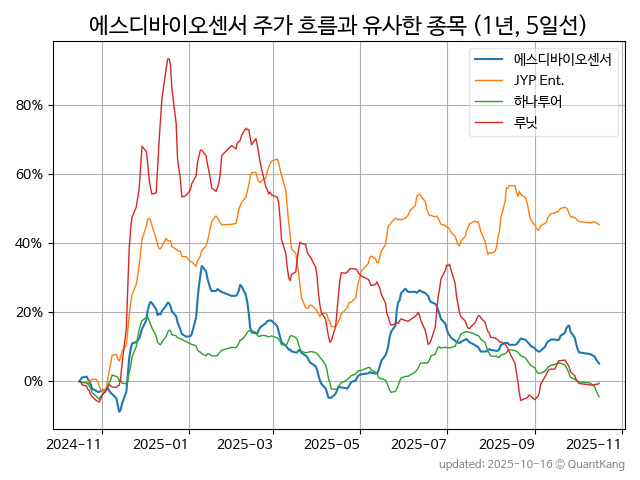 에스디바이오센서 주가 흐름과 유사한 종목 (1년, 5일선)
에스디바이오센서
JYP Ent.
하나투어
루닛
80%
60%
40%
20%
0%
2024-11
2025-01
2025-03
2025-05
2025-07
2025-09
2025-11
updated: 2025-10-16 © QuantKang